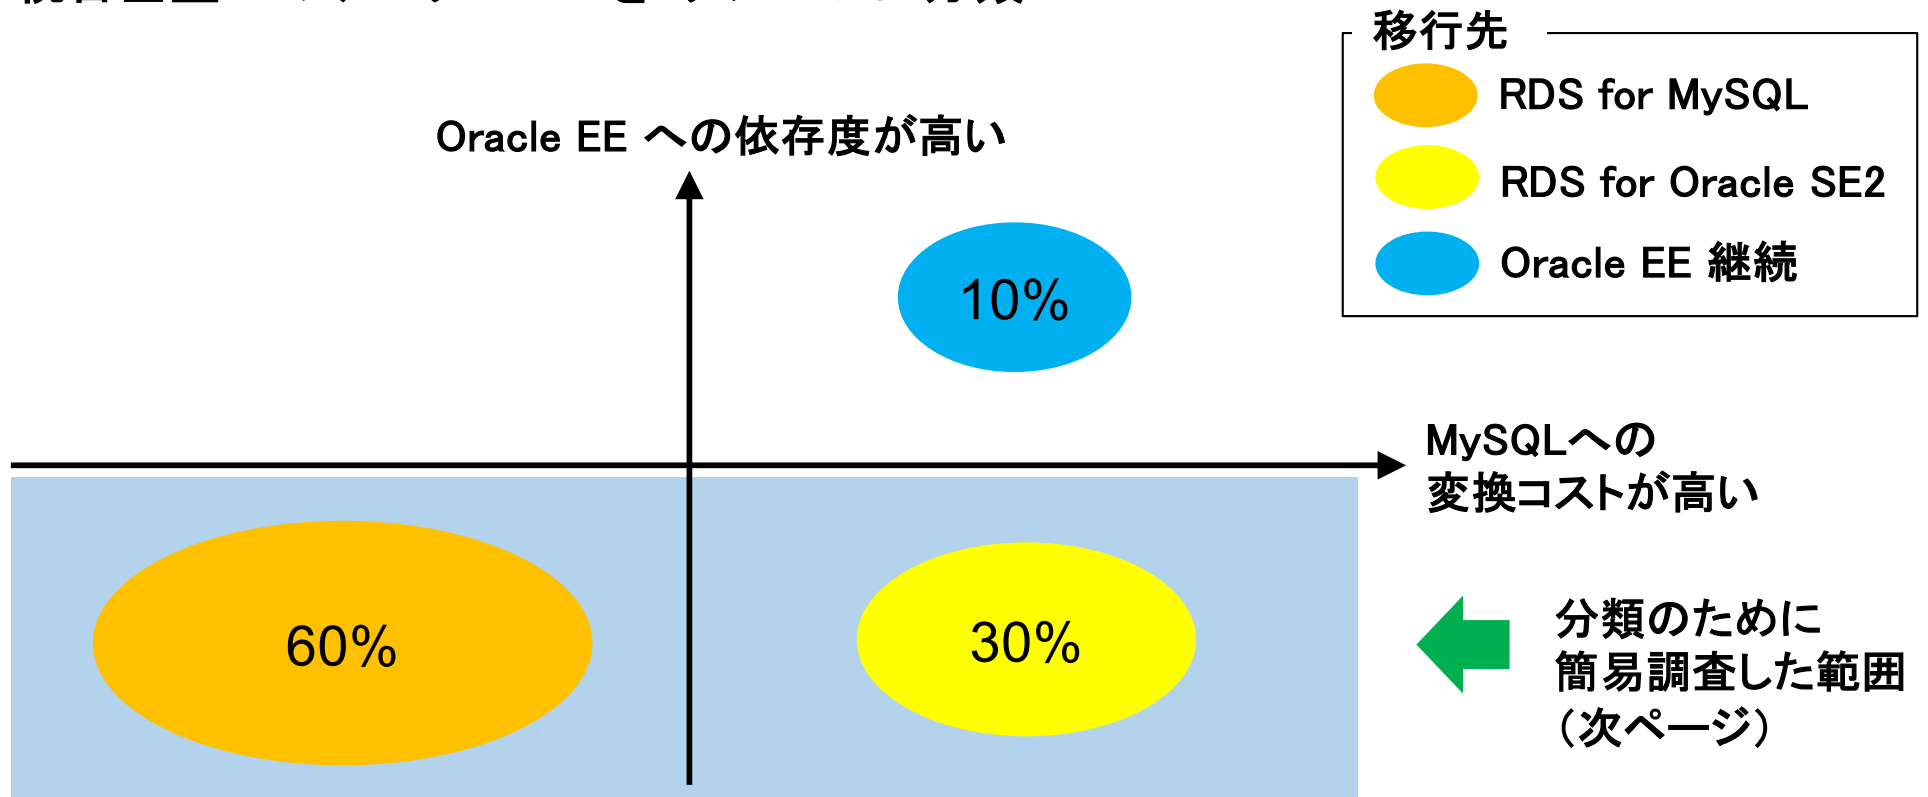 移行先
RDS for MySQL
RDS for Oracle SE2
Oracle EE 継続
Oracle EE への依存度が高い
10%
MySQLへの
変換コストが高い
60%
30%
分類のために
簡易調査した範囲
（次ページ）